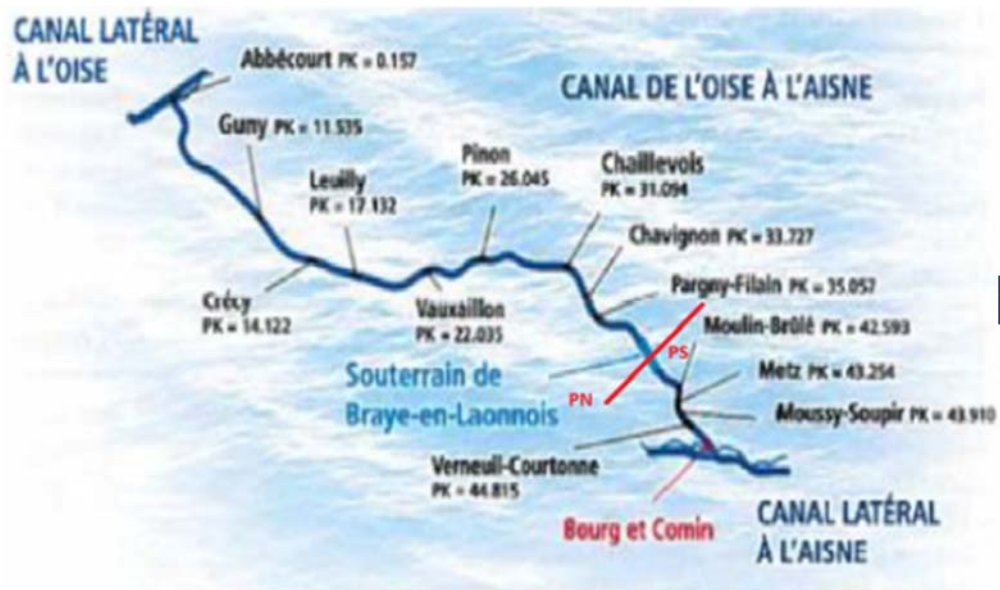 CANAL LATÉRAL
À L'OISE
Abbécourt PK = 0.157
CANAL DE L'OISE À L'AISNE
Guny PK = 11.535
Pinon
PK = 26.045
Chaillevois
PK = 31.094
Leuilly
PK = 17.132
Chavignon PK = 33.727
Pargny-Filain PK = 35.057
Crécy
PK = 14.122
Vauxaillon
PK = 22.035
Moulin-Brûlé PK = 42.593
PS
Souterrain de
Braye-en-Laonnois
PN
Metz PK = 43.254
Moussy-Soupir PK = 43.910
Verneuil-Courtonne
PK = 44.815
Bourg et Comin
CANAL LATÉRAL
À L'AISNE